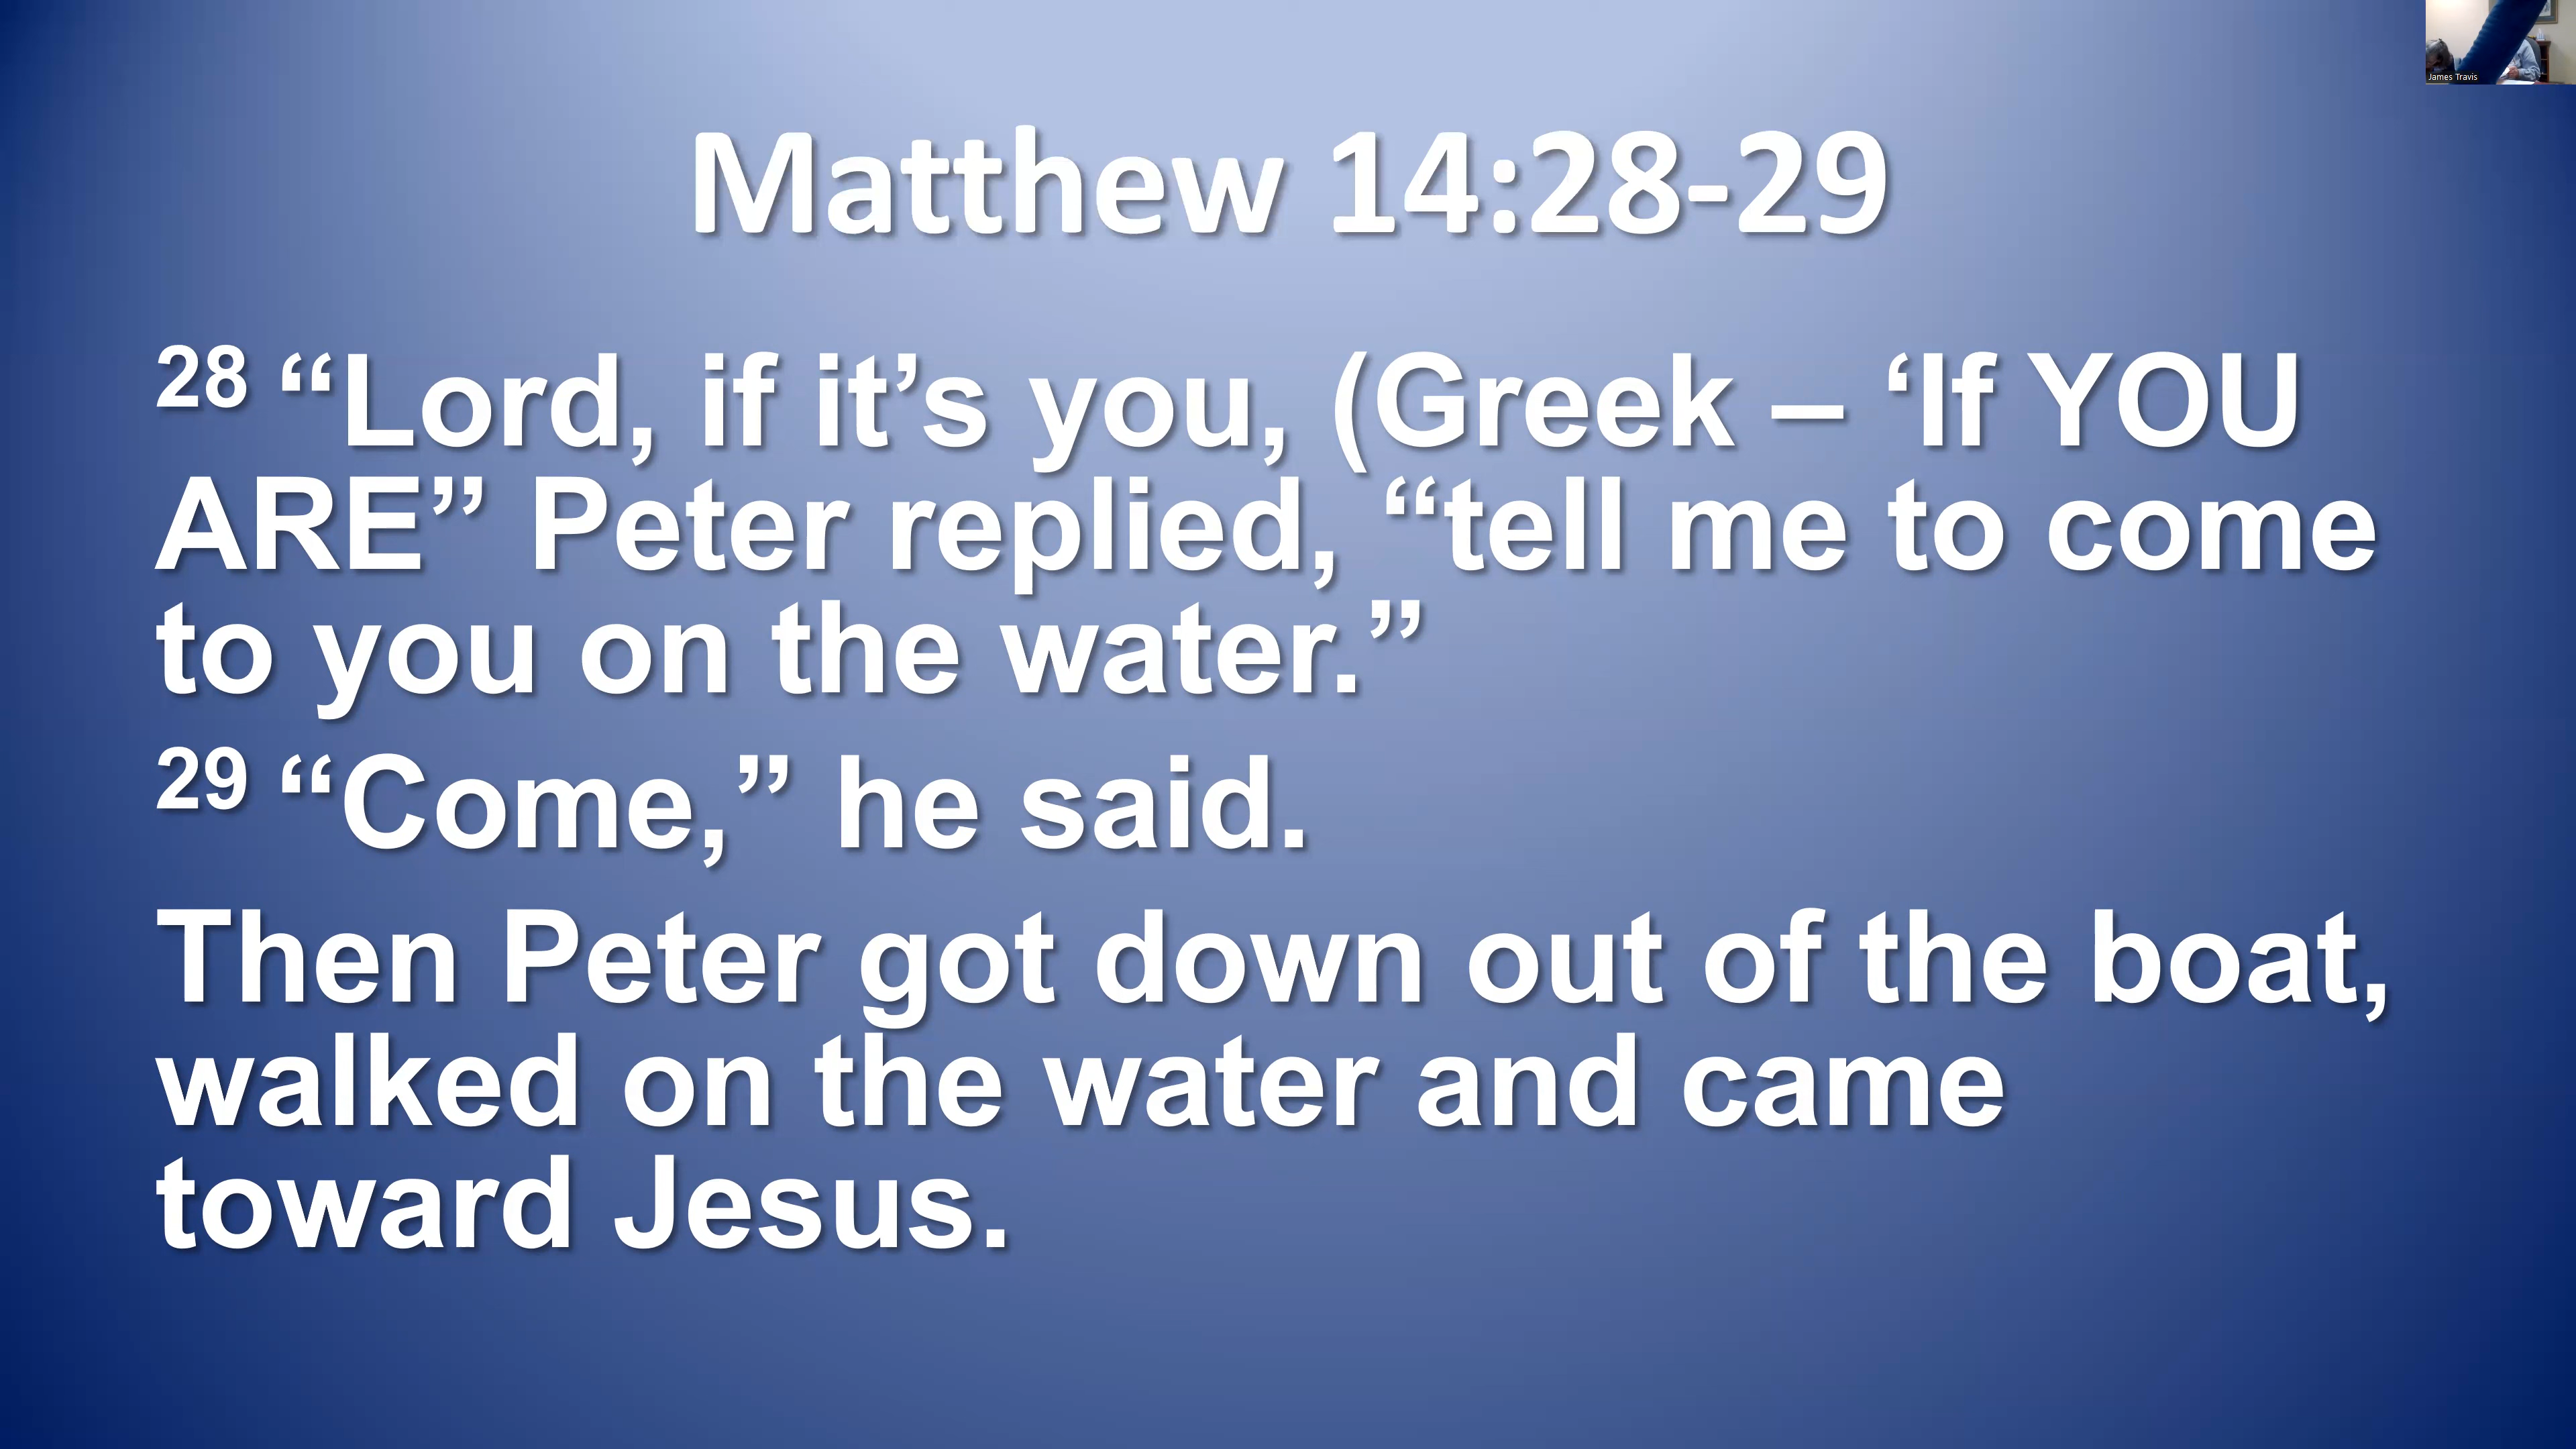 James Travis
Matthew 14:28-29
28 “Lord, if it’s you, (Greek – ‘If YOU
ARE” Peter replied, “tell me to come
to you on the water.”
29 “Come,” he said.
Then Peter got down out of the boat,
walked on the water and came
toward Jesus.